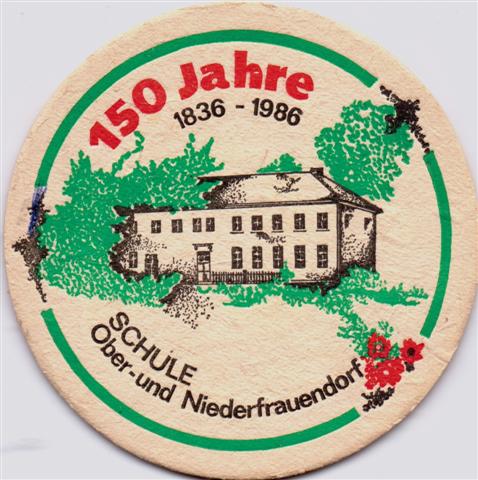 150 Jahre
1836 - 1986
SCHULE
Ober-und Niederfrauendorf